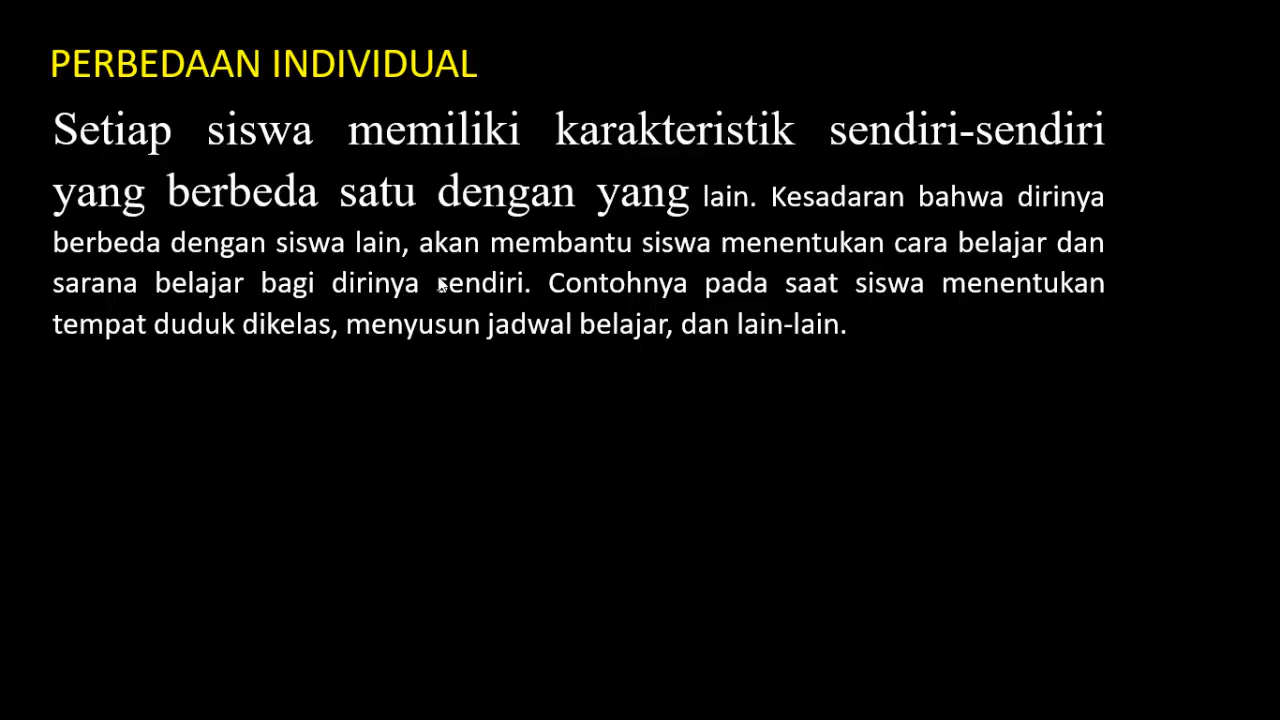 PERBEDAAN INDIVIDUAL
Setiap siswa memiliki karakteristik sendiri-sendiri
yang berbeda satu dengan yang lain. Kesadaran bahwa dirinya
berbeda dengan siswa lain, akan membantu siswa menentukan cara belajar dan
sarana belajar bagi dirinya sendiri. Contohnya pada saat siswa menentukan
tempat duduk dikelas, menyusun jadwal belajar, dan lain-lain.